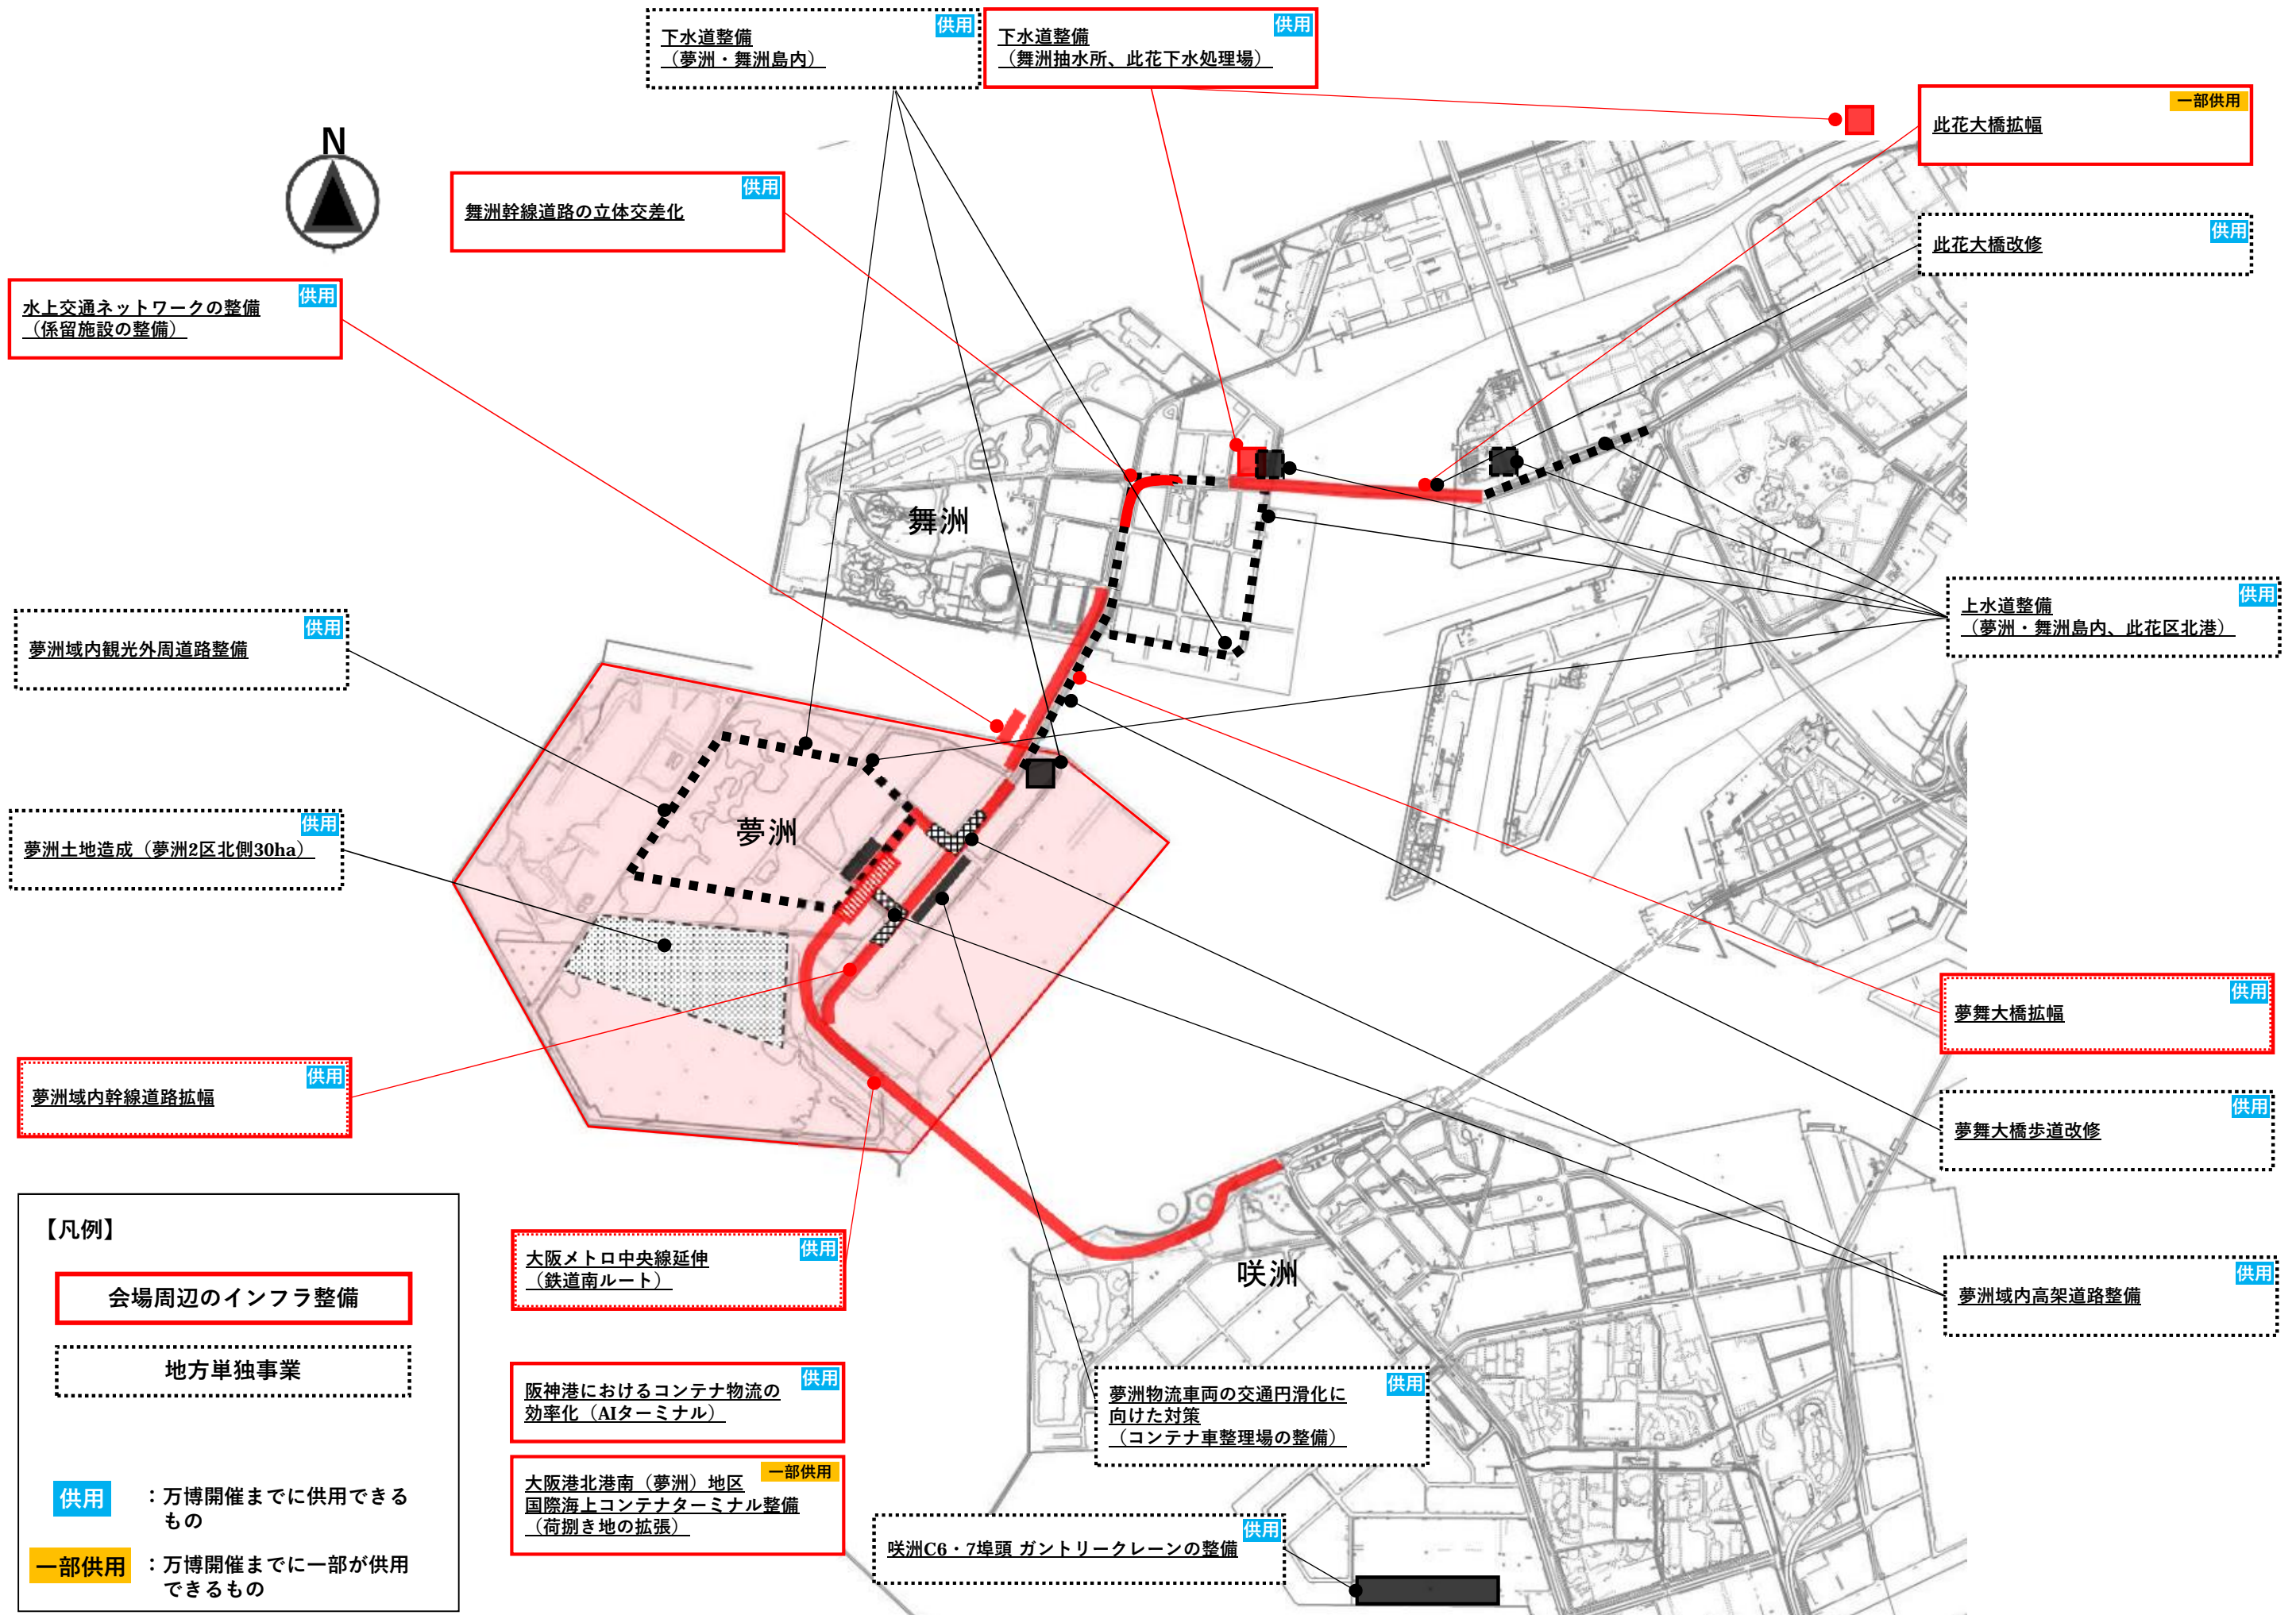 下水道整備
（夢洲・舞洲島内）
供用
下水道整備
（舞洲抽水所、此花下水処理場）
供用
此花大橋拡幅
一部供用
N
舞洲幹線道路の立体交差化
供用
此花大橋改修
供用
水上交通ネットワークの整備
（係留施設の整備）
供用
舞洲
上水道整備
（夢洲・舞洲島内、此花区北港）
供用
夢洲域内観光外周道路整備
供用
夢洲
夢洲土地造成（夢洲2区北側30ha）
供用
夢舞大橋拡幅
供用
夢洲域内幹線道路拡幅
供用
夢舞大橋歩道改修
供用
大阪メトロ中央線延伸
（鉄道南ルート）
供用
咲洲
夢洲域内高架道路整備
供用
阪神港におけるコンテナ物流の
効率化（AIターミナル）
供用
夢洲物流車両の交通円滑化に
向けた対策
（コンテナ車整理場の整備）
供用
大阪港北港南（夢洲）地区
国際海上コンテナターミナル整備
（荷捌き地の拡張）
一部供用
咲洲C6・7埠頭 ガントリークレーンの整備
供用
【凡例】
会場周辺のインフラ整備
地方単独事業
供用 ：万博開催までに供用できる
もの
一部供用 ：万博開催までに一部が供用
できるもの